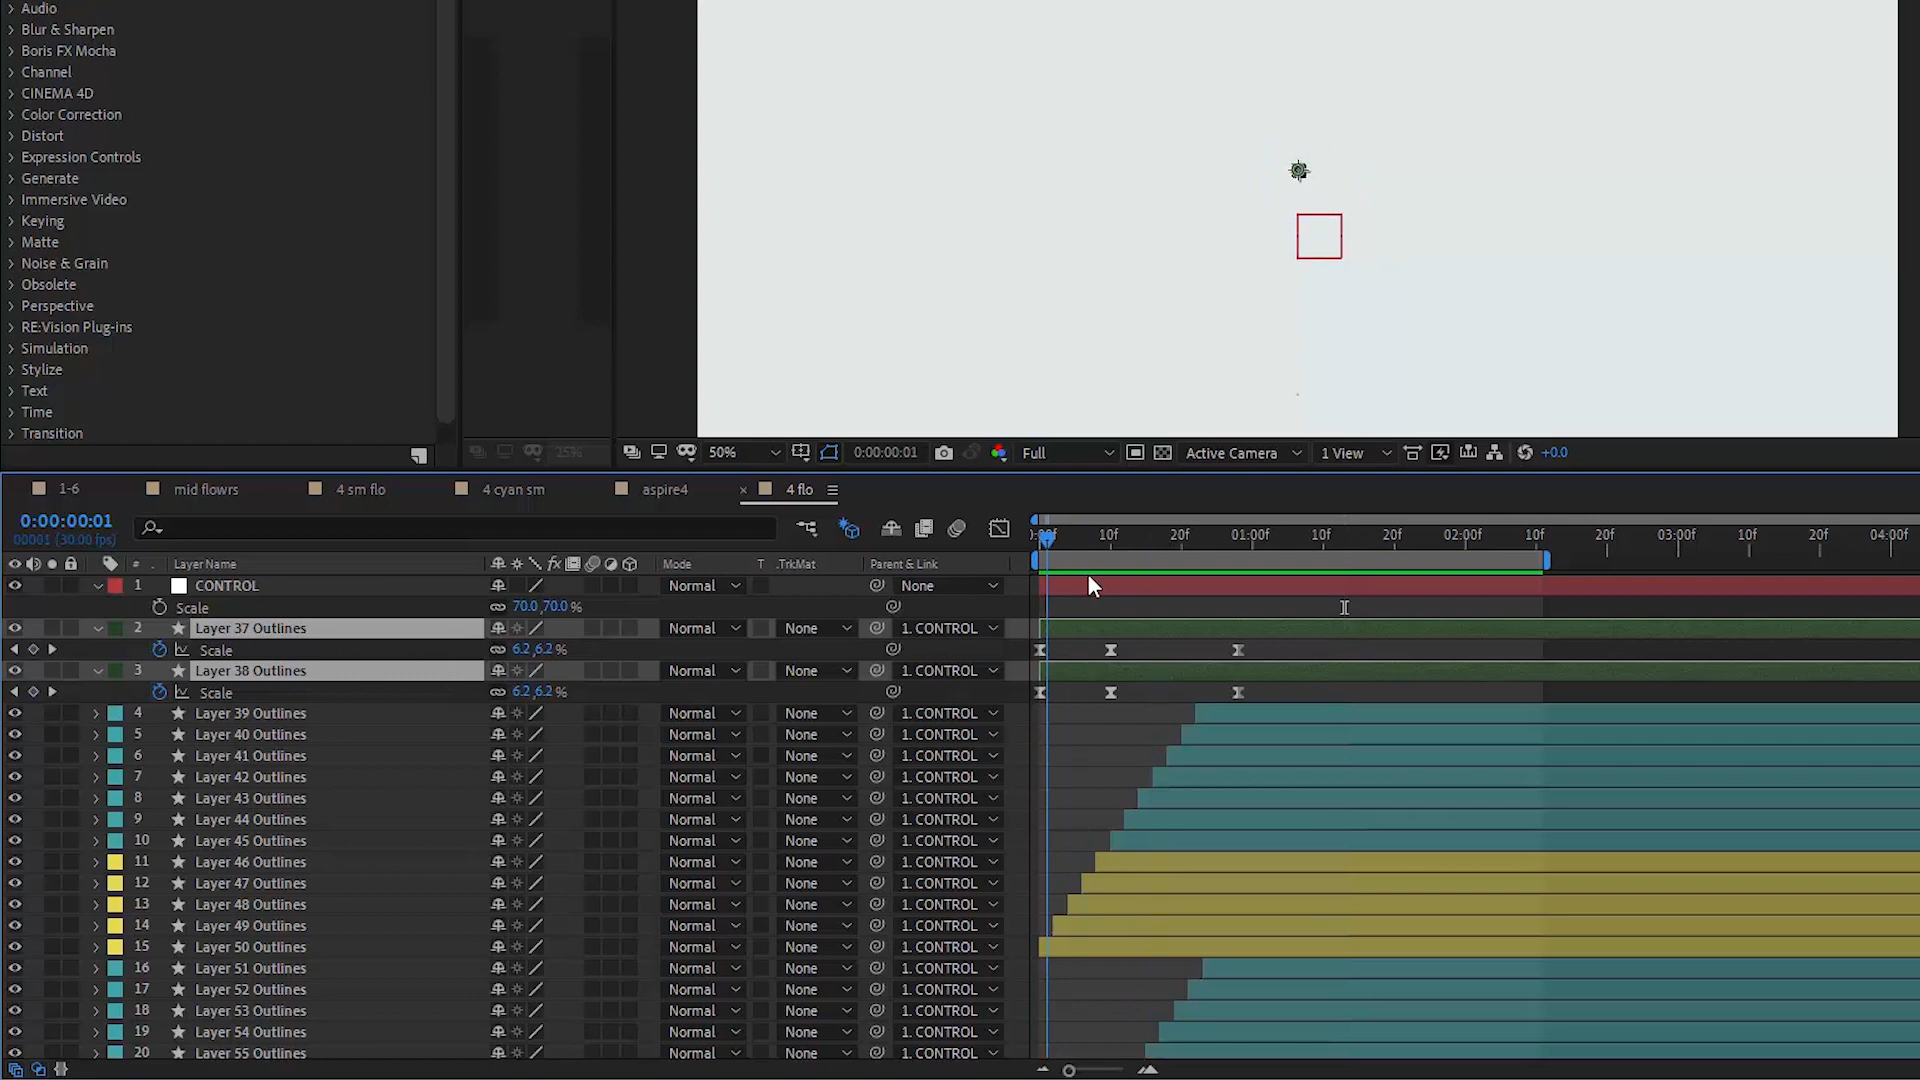 Audio
Blur & Sharpen
Boris FX Mocha
Channel
CINEMA 4D
Color Correction
Distort
Expression Controls
Generate
Immersive Video
Keying
Matte
Noise & Grain
Obsolete
Perspective
RE:Vision Plug-ins
Simulation
Stylize
Text
Time
Transition
25%
50% 0:00:00:01 Full Active Camera 1 View +0.0
1-6 mid flowrs 4 sm flo 4 cyan sm aspire4 × 4 flo
0:00:00:01
00001 (30.00 fps)
10f 20f 01:00f 10f 20f 02:00f 10f 20f 03:00f 10f 20f 04:00f
# Layer Name fx Mode T .TrkMat Parent & Link
1 CONTROL Normal None
Scale 70.0,70.0%
2 Layer 37 Outlines Normal None 1. CONTROL
Scale 6.2,6.2%
3 Layer 38 Outlines Normal None 1. CONTROL
Scale 6.2,6.2%
4 Layer 39 Outlines Normal None 1. CONTROL
5 Layer 40 Outlines Normal None 1. CONTROL
6 Layer 41 Outlines Normal None 1. CONTROL
7 Layer 42 Outlines Normal None 1. CONTROL
8 Layer 43 Outlines Normal None 1. CONTROL
9 Layer 44 Outlines Normal None 1. CONTROL
10 Layer 45 Outlines Normal None 1. CONTROL
11 Layer 46 Outlines Normal None 1. CONTROL
12 Layer 47 Outlines Normal None 1. CONTROL
13 Layer 48 Outlines Normal None 1. CONTROL
14 Layer 49 Outlines Normal None 1. CONTROL
15 Layer 50 Outlines Normal None 1. CONTROL
16 Layer 51 Outlines Normal None 1. CONTROL
17 Layer 52 Outlines Normal None 1. CONTROL
18 Layer 53 Outlines Normal None 1. CONTROL
19 Layer 54 Outlines Normal None 1. CONTROL
20 Layer 55 Outlines Normal None 1. CONTROL